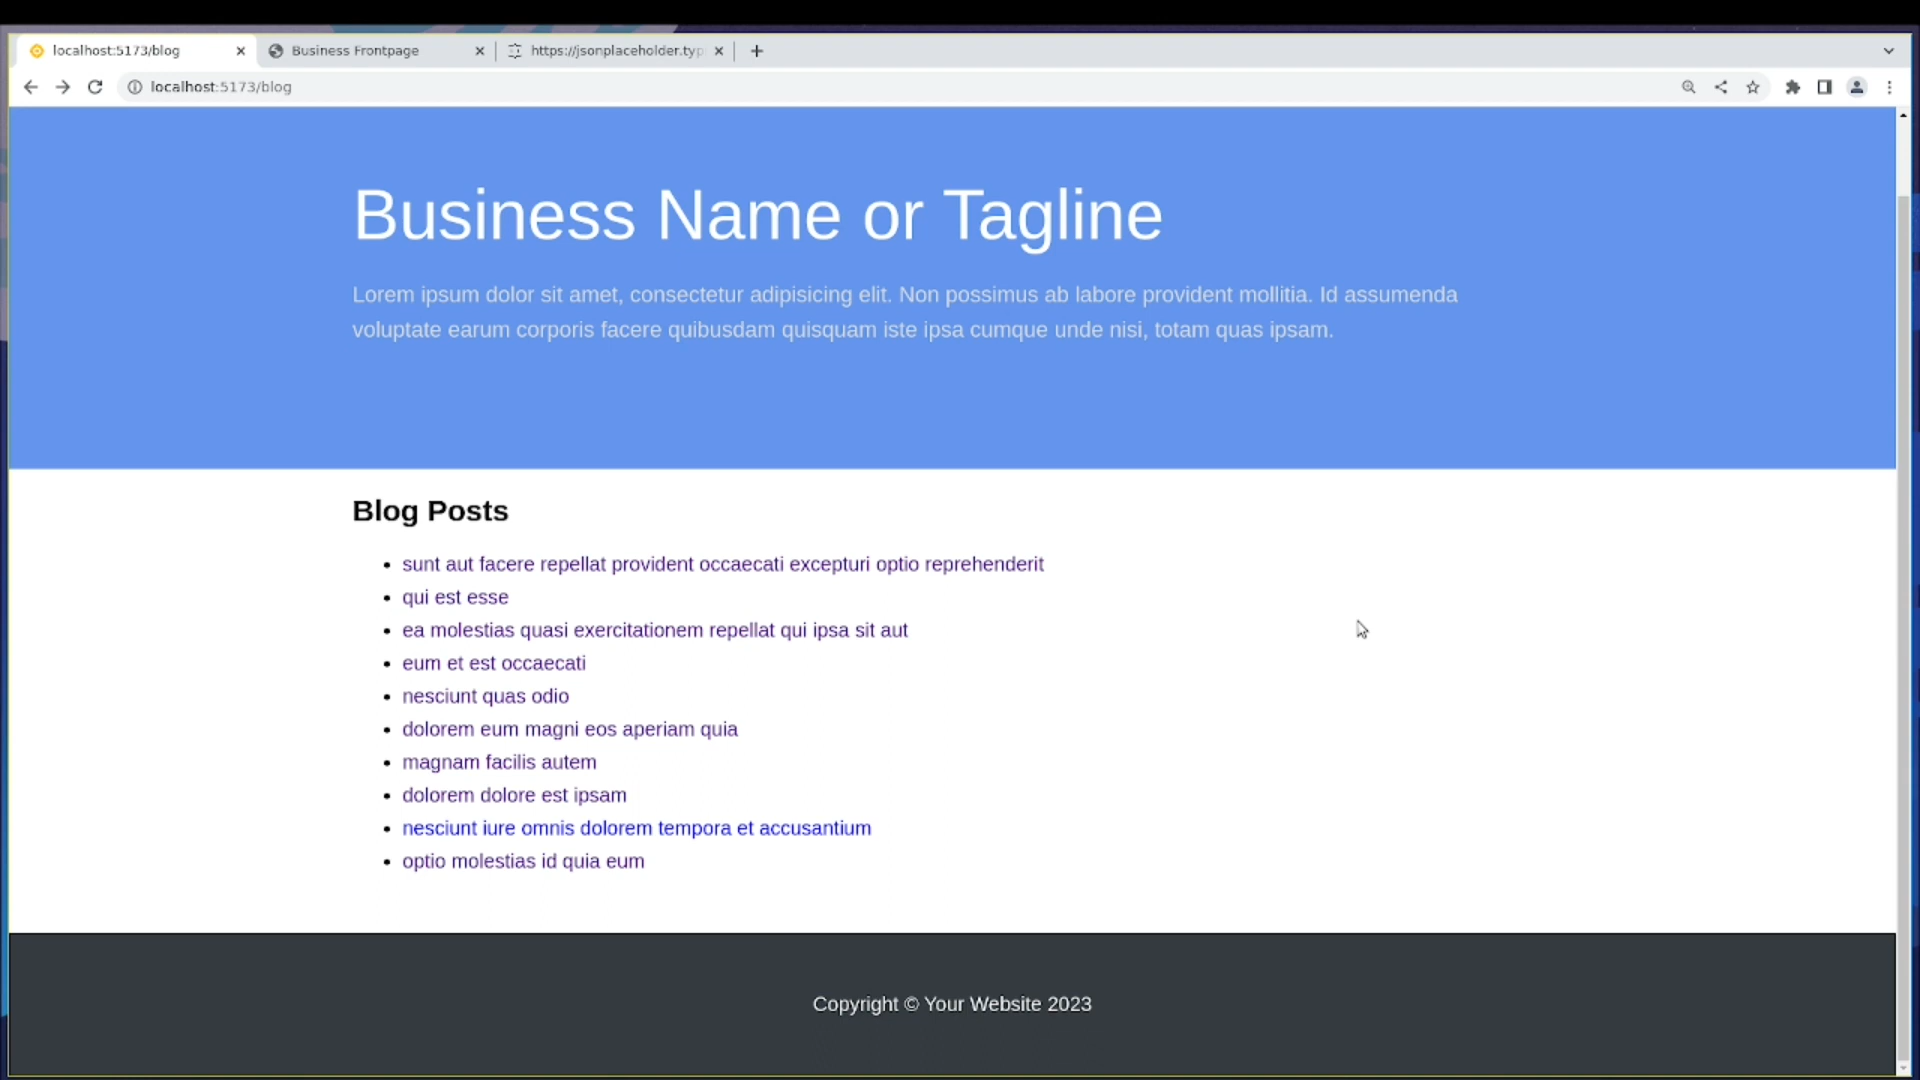 localhost:5173/blog
Business Frontpage
https://jsonplaceholder.typ
localhost:5173/blog
Business Name or Tagline
Lorem ipsum dolor sit amet, consectetur adipisicing elit. Non possimus ab labore provident mollitia. Id assumenda
voluptate earum corporis facere quibusdam quisquam iste ipsa cumque unde nisi, totam quas ipsam.
Blog Posts
• sunt aut facere repellat provident occaecati excepturi optio reprehenderit
• qui est esse
• ea molestias quasi exercitationem repellat qui ipsa sit aut
• eum et est occaecati
• nesciunt quas odio
• dolorem eum magni eos aperiam quia
• magnam facilis autem
• dolorem dolore est ipsam
• nesciunt iure omnis dolorem tempora et accusantium
• optio molestias id quia eum
Copyright © Your Website 2023